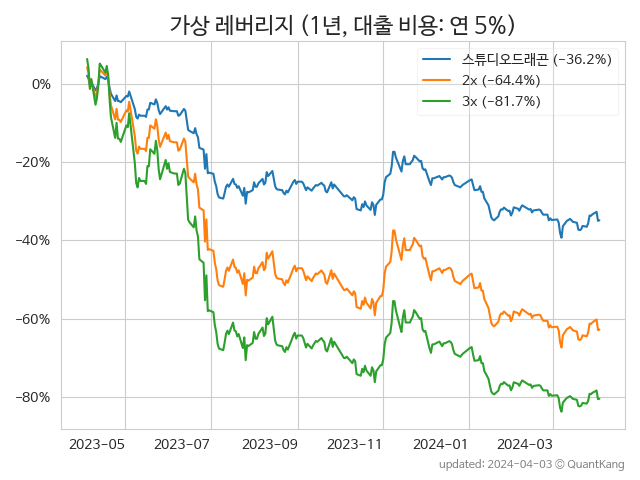 가상 레버리지 (1년, 대출 비용: 연 5%)
스튜디오드래곤 (−36.2%)
2x (−64.4%)
3x (−81.7%)
0%
−20%
−40%
−60%
−80%
2023-05 2023-07 2023-09 2023-11 2024-01 2024-03
updated: 2024-04-03 © QuantKang